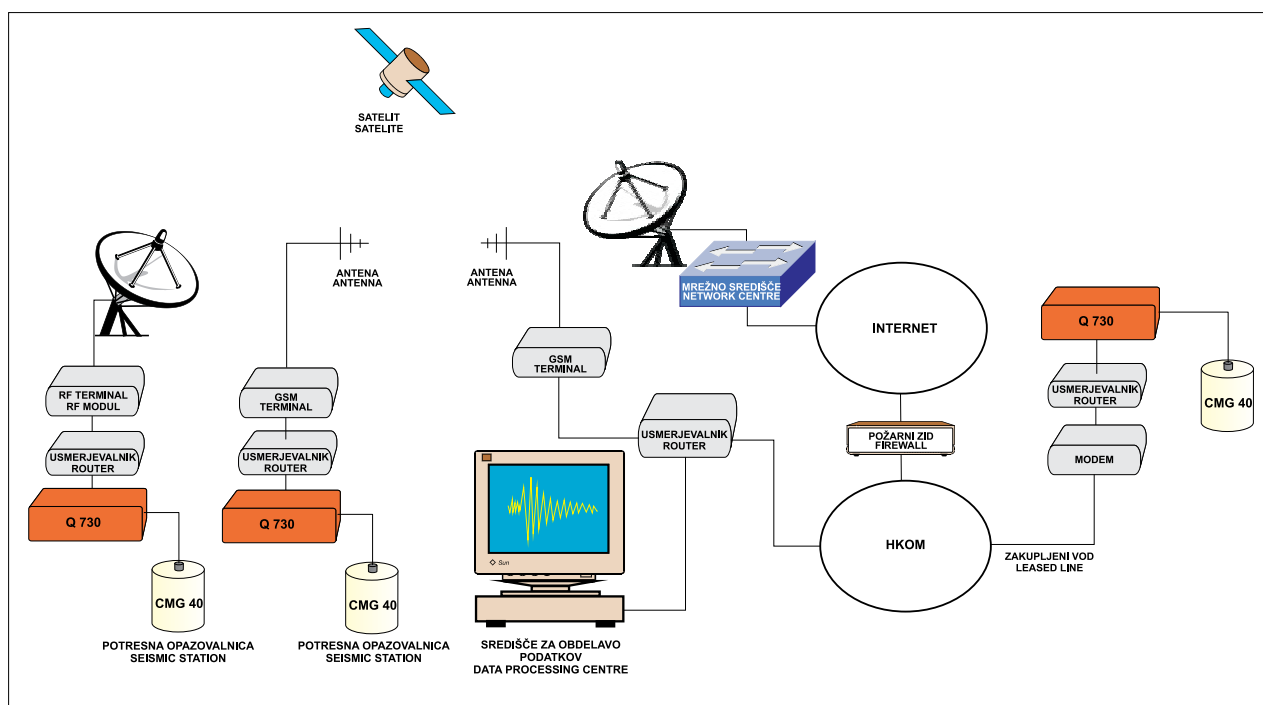 SATELIT
SATELLITE
ANTENA
ANTENNA
ANTENA
ANTENNA
MREŽNO SREDIŠČE
NETWORK CENTRE
INTERNET
Q 730
GSM
TERMINAL
RF TERMINAL
RF MODUL
GSM
TERMINAL
USMERJEVALNIK
ROUTER
CMG 40
USMERJEVALNIK
ROUTER
USMERJEVALNIK
ROUTER
USMERJEVALNIK
ROUTER
POŽARNI ZID
FIREWALL
MODEM
Q 730
Q 730
HKOM
ZAKUPLJENI VOD
LEASED LINE
Sun
CMG 40
CMG 40
POTRESNA OPAZOVALNICA
SEISMIC STATION
POTRESNA OPAZOVALNICA
SEISMIC STATION
SREDIŠČE ZA OBDELAVO
PODATKOV
DATA PROCESSING CENTRE